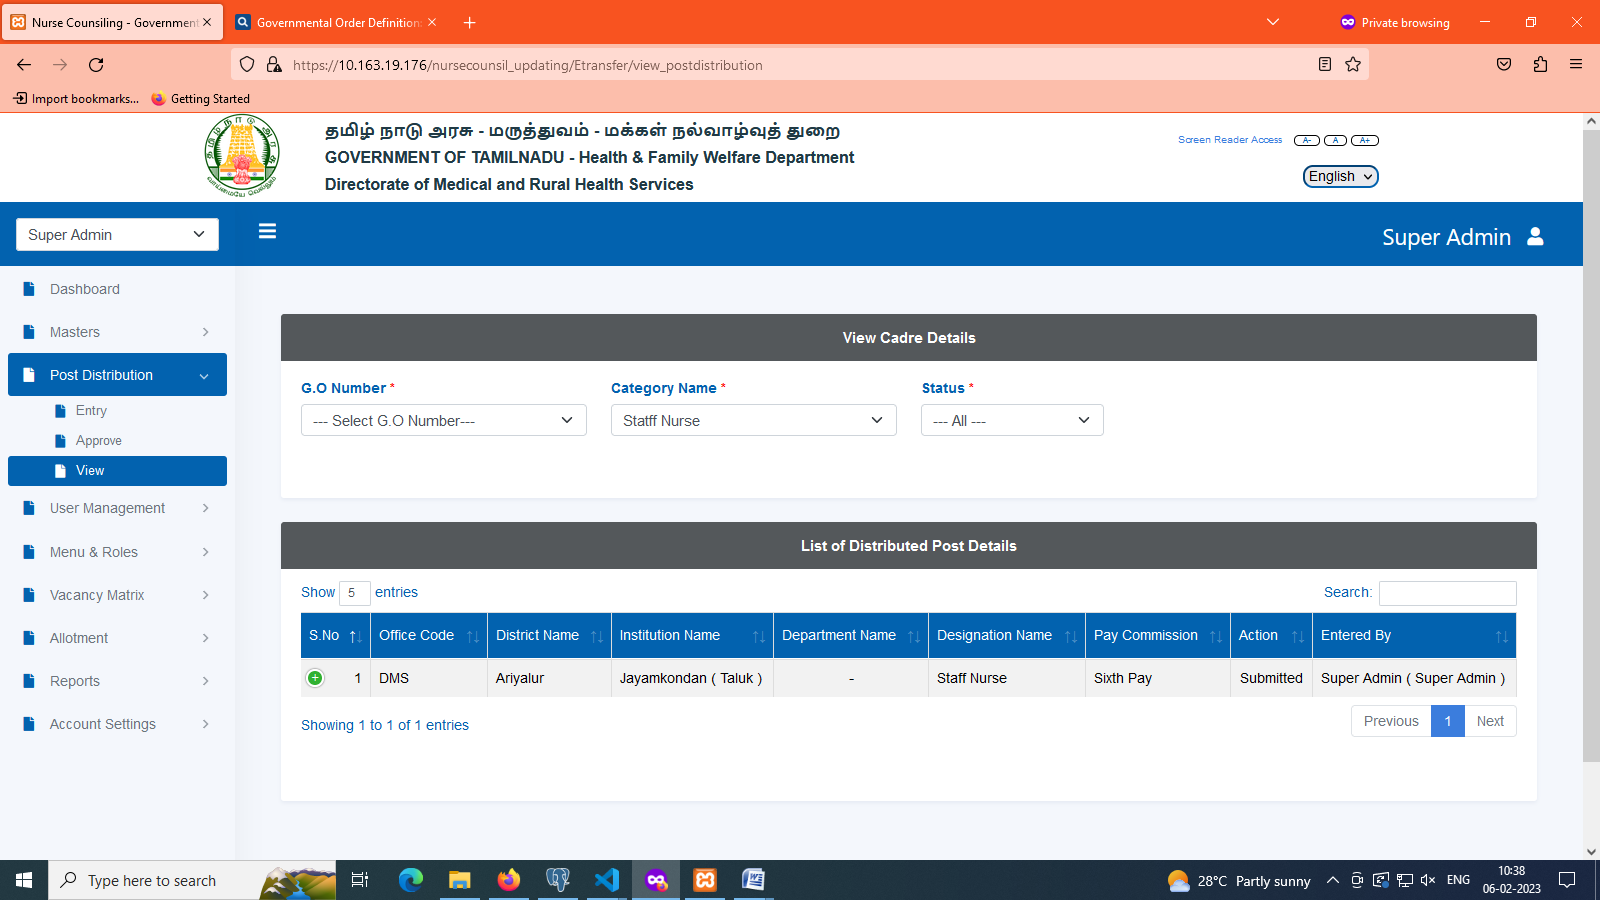 Nurse Counsiling - Government
Governmental Order Definition
Private browsing
https://10.163.19.176/nursecounsil_updating/Etransfer/view_postdistribution
Import bookmarks...
Getting Started
தமிழ் நாடு அரசு - மருத்துவம் - மக்கள் நல்வாழ்வுத் துறை
GOVERNMENT OF TAMILNADU - Health & Family Welfare Department
Directorate of Medical and Rural Health Services
Screen Reader Access A- A A+
English
Super Admin
Super Admin
Dashboard
Masters
Post Distribution
Entry
Approve
View
User Management
Menu & Roles
Vacancy Matrix
Allotment
Reports
Account Settings
View Cadre Details
G.O Number * Category Name * Status *
--- Select G.O Number--- Statff Nurse --- All ---
List of Distributed Post Details
Show 5 entries Search:
S.No Office Code District Name Institution Name Department Name Designation Name Pay Commission Action Entered By
1 DMS Ariyalur Jayamkondan ( Taluk ) - Staff Nurse Sixth Pay Submitted Super Admin ( Super Admin )
Showing 1 to 1 of 1 entries Previous 1 Next
Type here to search
28°C Partly sunny
ENG
10:38
06-02-2023